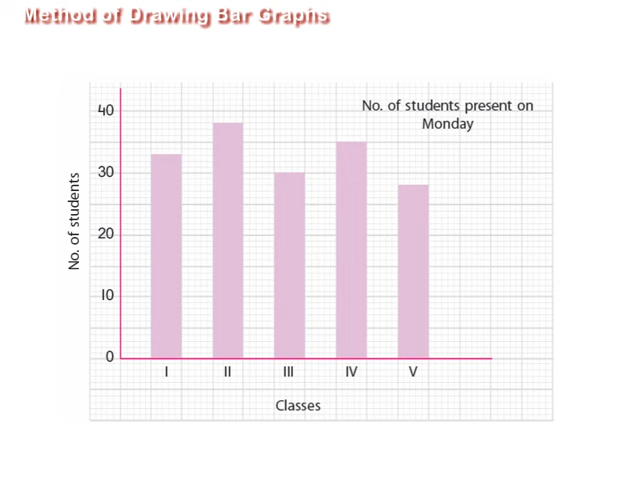 Method of Drawing Bar Graphs
No. of students present on
Monday
40
30
20
10
0
No. of students
I
II
III
IV
V
Classes